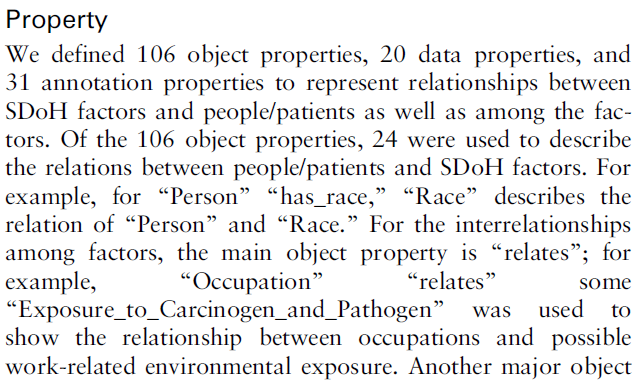 Property
We defined 106 object properties, 20 data properties, and
31 annotation properties to represent relationships between
SDoH factors and people/patients as well as among the fac-
tors. Of the 106 object properties, 24 were used to describe
the relations between people/patients and SDoH factors. For
example, for “Person” “has_race,” “Race” describes the
relation of “Person” and “Race.” For the interrelationships
among factors, the main object property is “relates”; for
example, “Occupation” “relates” some
“Exposure_to_Carcinogen_and_Pathogen” was used to
show the relationship between occupations and possible
work-related environmental exposure. Another major object